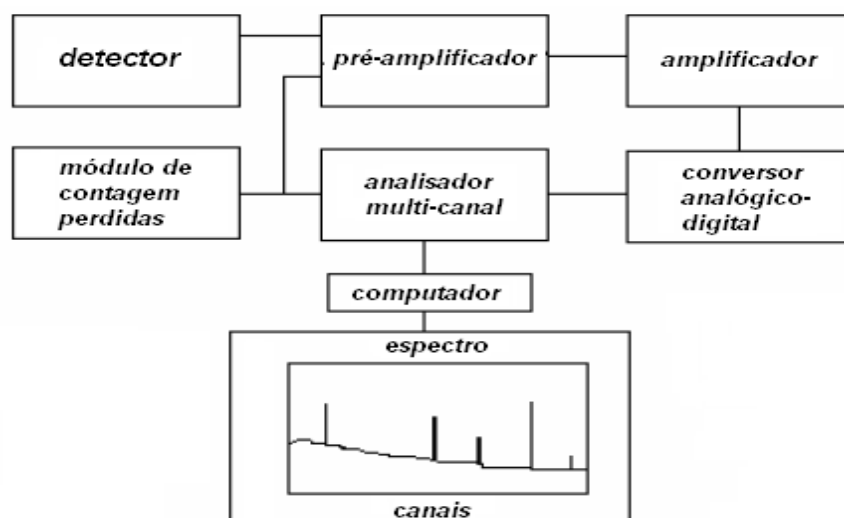 detector
pré-amplificador
amplificador
módulo de
contagem
perdidas
analisador
multi-canal
conversor
analógico-
digital
computador
espectro
canais